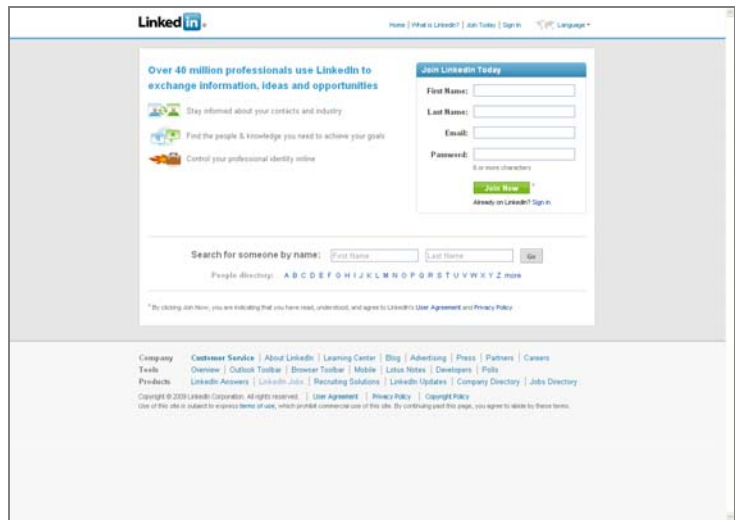 Linked in
Home | What is LinkedIn? | Join Today | Sign In Language
Over 40 million professionals use LinkedIn to
exchange information, ideas and opportunities
Stay informed about your contacts and industry
Find the people & knowledge you need to achieve your goals
Control your professional identity online
Join LinkedIn Today
First Name:
Last Name:
Email:
Password:
6 or more characters
Join Now *
Already on LinkedIn? Sign in.
Search for someone by name: First Name Last Name Go
People directory: A B C D E F G H I J K L M N O P Q R S T U V W X Y Z more
* By clicking Join Now, you are indicating that you have read, understood, and agree to LinkedIn's User Agreement and Privacy Policy.
Company Customer Service | About LinkedIn | Learning Center | Blog | Advertising | Press | Partners | Careers
Tools Overview | Outlook Toolbar | Browser Toolbar | Mobile | Lotus Notes | Developers | Polls
Products LinkedIn Answers | LinkedIn Jobs | Recruiting Solutions | LinkedIn Updates | Company Directory | Jobs Directory
Copyright © 2009 LinkedIn Corporation. All rights reserved. | User Agreement | Privacy Policy | Copyright Policy
Use of this site is subject to express terms of use, which prohibit commercial use of this site. By continuing past this page, you agree to abide by these terms.